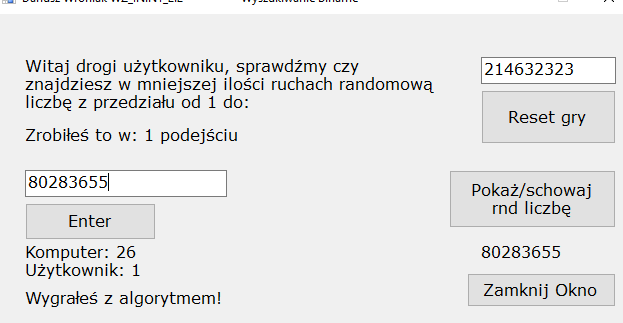 Witaj drogi użytkowniku, sprawdźmy czy
znajdziesz w mniejszej ilości ruchach randomową
liczbę z przedziału od 1 do:
214632323
Reset gry
Zrobiłeś to w: 1 podejściu
80283655
Enter
Pokaż/schowaj
rnd liczbę
Komputer: 26
Użytkownik: 1
80283655
Wygrałeś z algorytmem!
Zamknij Okno